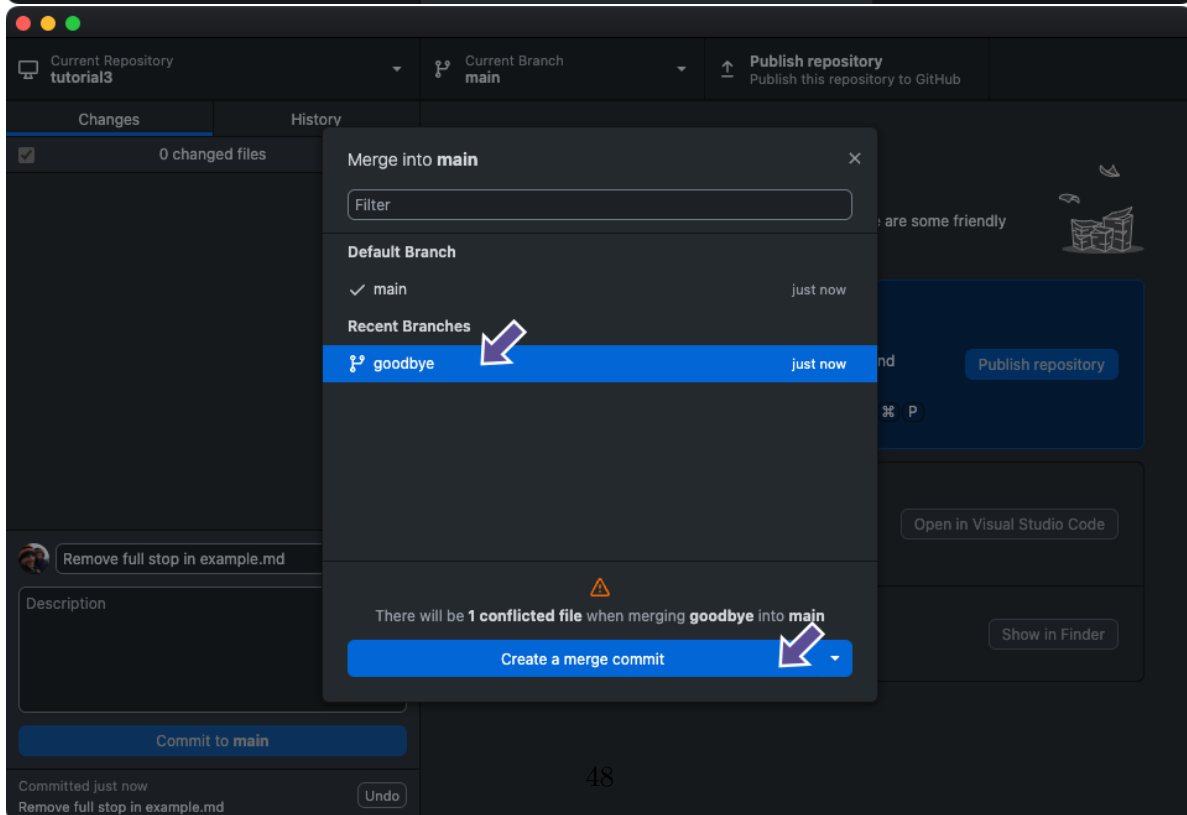 Current Repository
tutorial3
Current Branch
main
Publish repository
Publish this repository to GitHub
Changes
History
0 changed files
Merge into main
Filter
Default Branch
main
just now
Recent Branches
goodbye
just now
are some friendly
nd
Publish repository
⌘ P
Open in Visual Studio Code
Show in Finder
Remove full stop in example.md
Description
There will be 1 conflicted file when merging goodbye into main
Create a merge commit
Commit to main
Committed just now
Remove full stop in example.md
Undo
48